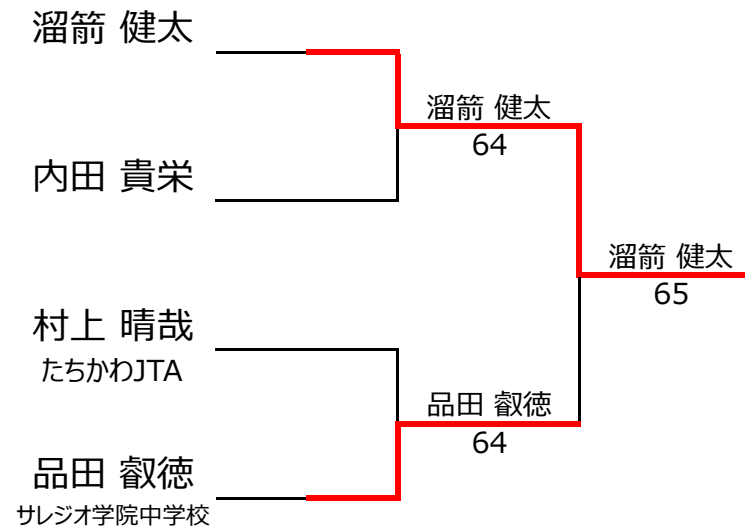 溜箭 健太
内田 貴栄
村上 晴哉
たちかわJTA
品田 叡徳
サレジオ学院中学校
溜箭 健太
64
品田 叡徳
64
溜箭 健太
65